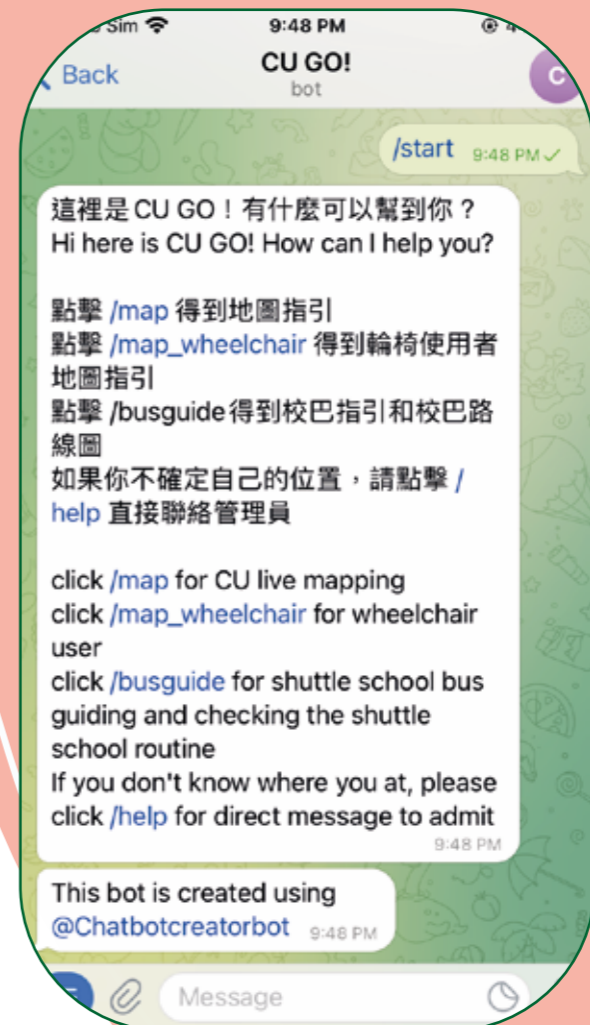 Sim
9:48 PM
Back
CU GO!
bot
C
/start 9:48 PM
這裡是 CU GO！有什麼可以幫到你？
Hi here is CU GO! How can I help you?
點擊 /map 得到地圖指引
點擊 /map_wheelchair 得到輪椅使用者
地圖指引
點擊 /busguide得到校巴指引和校巴路
線圖
如果你不確定自己的位置，請點擊 /
help 直接聯絡管理員
click /map for CU live mapping
click /map_wheelchair for wheelchair
user
click /busguide for shuttle school bus
guiding and checking the shuttle
school routine
If you don't know where you at, please
click /help for direct message to admit
9:48 PM
This bot is created using
@Chatbotcreatorbot 9:48 PM
Message